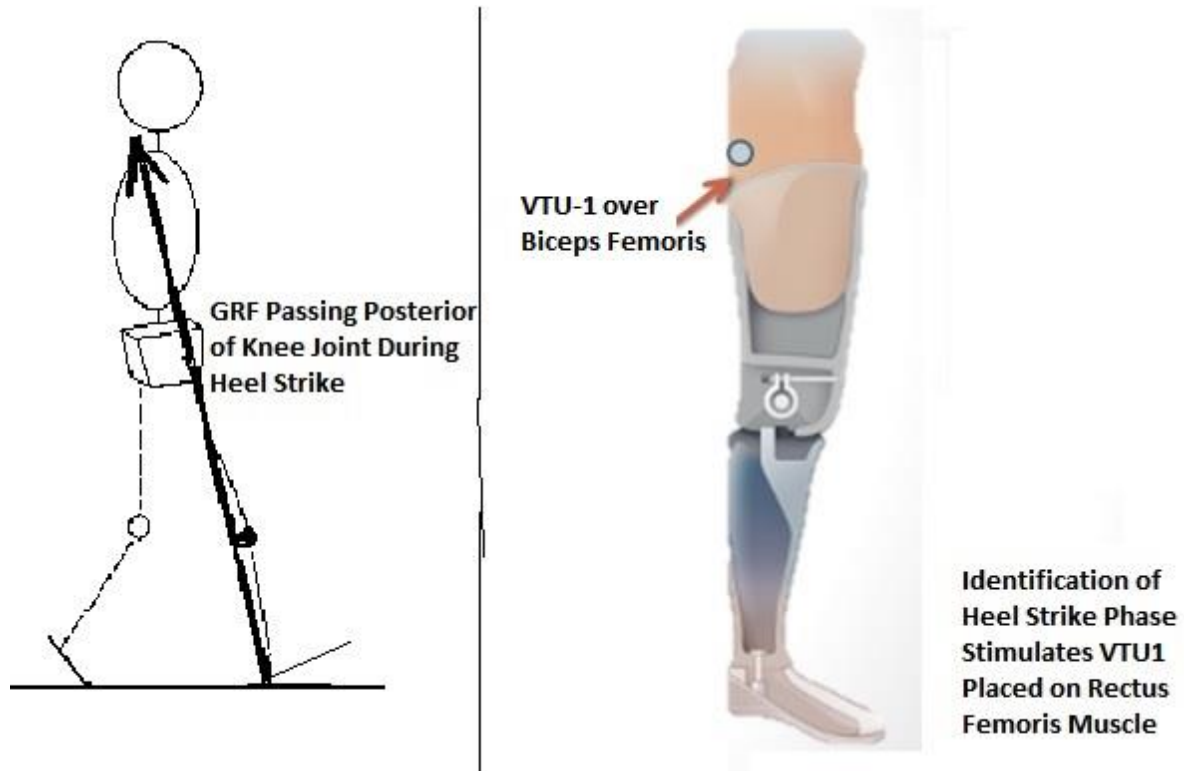 GRF Passing Posterior
of Knee Joint During
Heel Strike
VTU-1 over
Biceps Femoris
Identification of
Heel Strike Phase
Stimulates VTU1
Placed on Rectus
Femoris Muscle